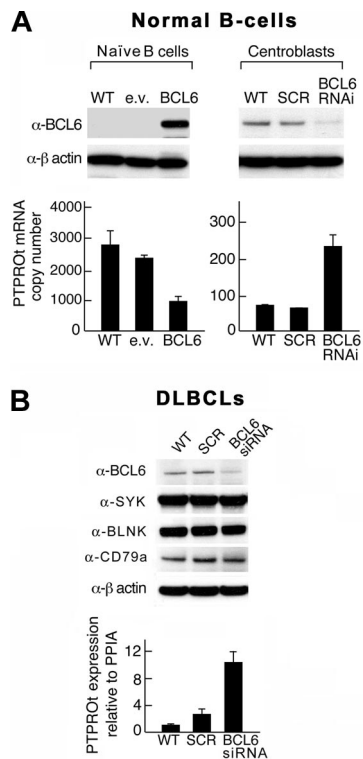 A Normal B-cells
Naïve B cells
Centroblasts
WT e.v. BCL6
WT SCR BCL6 RNAi
α-BCL6
α-β actin
PTPROt mRNA
copy number
4000
3000
2000
1000
WT e.v. BCL6
300
200
100
WT SCR BCL6
RNAi
B DLBCLs
WT SCR BCL6 siRNA
α-BCL6
α-SYK
α-BLNK
α-CD79a
α-β actin
PTPROt expression
relative to PPIA
12
8
4
0
WT SCR BCL6
siRNA